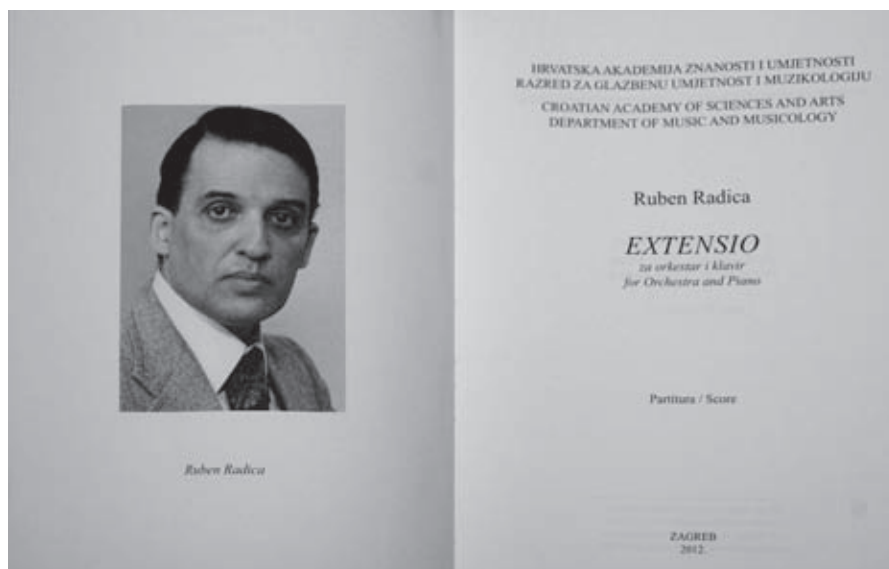 Ruben Radica
HRVATSKA AKADEMIJA ZNANOSTI I UMJETNOSTI
RAZRED ZA GLAZBENU UMJETNOST I MUZIKOLOGIJU
CROATIAN ACADEMY OF SCIENCES AND ARTS
DEPARTMENT OF MUSIC AND MUSICOLOGY
Ruben Radica
EXTENSIO
za orkestar i klavir
for Orchestra and Piano
Partitura / Score
ZAGREB
2012.